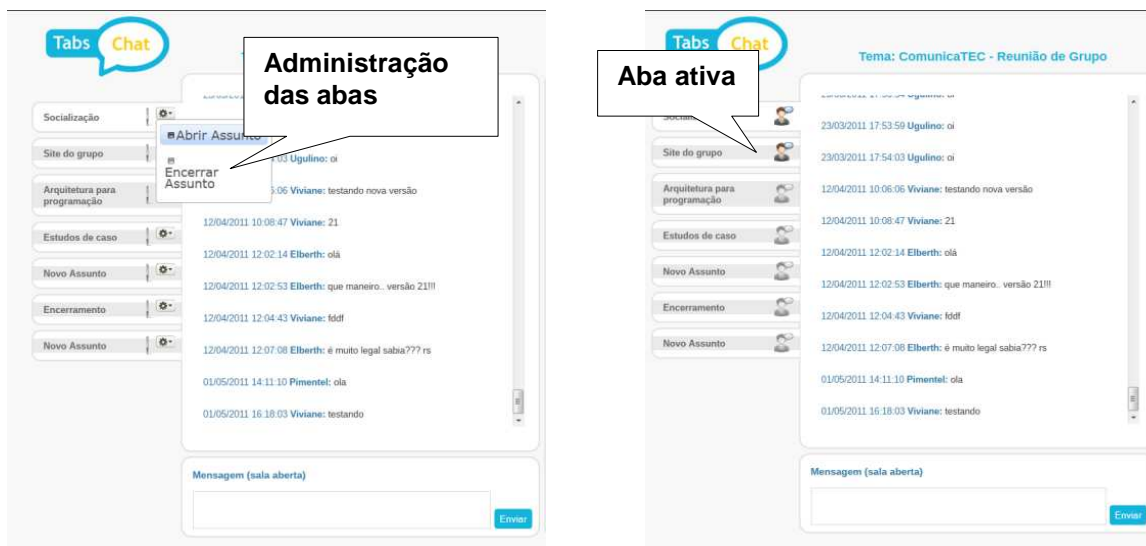 Tabs Chat
Administração
das abas
Socialização
Abrir Assunto
Site do grupo
03 Ugulino: oi
Encerrar
Assunto
Arquitetura para
programação
:06 Viviane: testando nova versão
12/04/2011 10:08:47 Viviane: 21
Estudos de caso
12/04/2011 12:02:14 Elberth: olá
Novo Assunto
12/04/2011 12:02:53 Elberth: que maneiro.. versão 21!!!
Encerramento
12/04/2011 12:04:43 Viviane: fddf
Novo Assunto
12/04/2011 12:07:08 Elberth: é muito legal sabia??? rs
01/05/2011 14:11:10 Pimentel: ola
01/05/2011 16:18:03 Viviane: testando
Mensagem (sala aberta)
Enviar
Tabs Chat
Tema: ComunicaTEC - Reunião de Grupo
Aba ativa
23/03/2011 17:53:59 Ugulino: oi
Site do grupo
23/03/2011 17:54:03 Ugulino: oi
Arquitetura para
programação
12/04/2011 10:06:06 Viviane: testando nova versão
12/04/2011 10:08:47 Viviane: 21
Estudos de caso
12/04/2011 12:02:14 Elberth: olá
Novo Assunto
12/04/2011 12:02:53 Elberth: que maneiro.. versão 21!!!
Encerramento
12/04/2011 12:04:43 Viviane: fddf
Novo Assunto
12/04/2011 12:07:08 Elberth: é muito legal sabia??? rs
01/05/2011 14:11:10 Pimentel: ola
01/05/2011 16:18:03 Viviane: testando
Mensagem (sala aberta)
Enviar